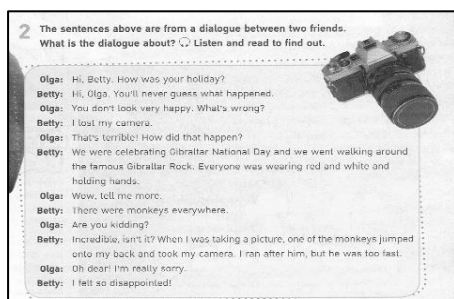 2 The sentences above are from a dialogue between two friends.
What is the dialogue about? Listen and read to find out.
Olga: Hi, Betty. How was your holiday?
Betty: Hi, Olga. You'll never guess what happened.
Olga: You don't look very happy. What's wrong?
Betty: I lost my camera.
Olga: That's terrible! How did that happen?
Betty: We were celebrating Gibraltar National Day and we went walking around
the famous Gibraltar Rock. Everyone was wearing red and white and
holding hands.
Olga: Wow, tell me more.
Betty: There were monkeys everywhere.
Olga: Are you kidding?
Betty: Incredible, isn't it? When I was taking a picture, one of the monkeys jumped
onto my back and took my camera. I ran after him, but he was too fast.
Olga: Oh dear! I'm really sorry.
Betty: I felt so disappointed!